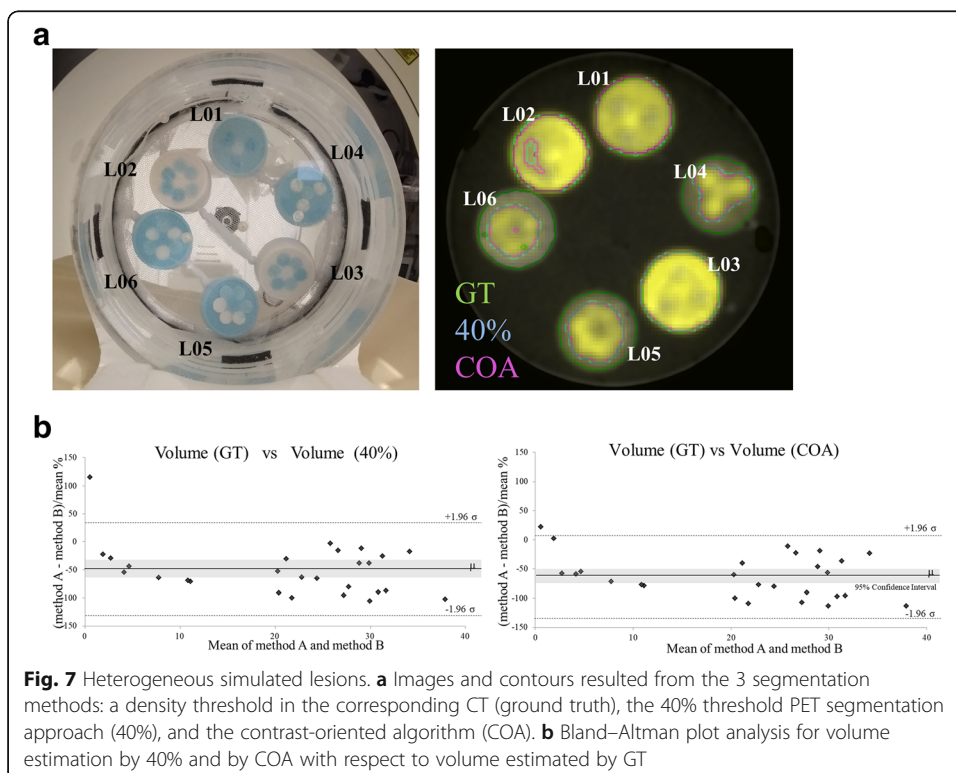 a
L01
L02
L04
L06
L03
L05
L01
L02
L04
L06
L03
L05
GT
40%
COA
b
Volume (GT) vs Volume (40%)
(method A - method B)/mean %
150
100
50
0
-50
-100
-150
+1.96 σ
μ
-1.96 σ
0 10 20 30 40
Mean of method A and method B
Volume (GT) vs Volume (COA)
(method A - method B)/mean %
150
100
50
0
-50
-100
-150
+1.96 σ
μ
95% Confidence Interval
-1.96 σ
0 10 20 30 40
Mean of method A and method B
Fig. 7 Heterogeneous simulated lesions. a Images and contours resulted from the 3 segmentation
methods: a density threshold in the corresponding CT (ground truth), the 40% threshold PET segmentation
approach (40%), and the contrast-oriented algorithm (COA). b Bland–Altman plot analysis for volume
estimation by 40% and by COA with respect to volume estimated by GT